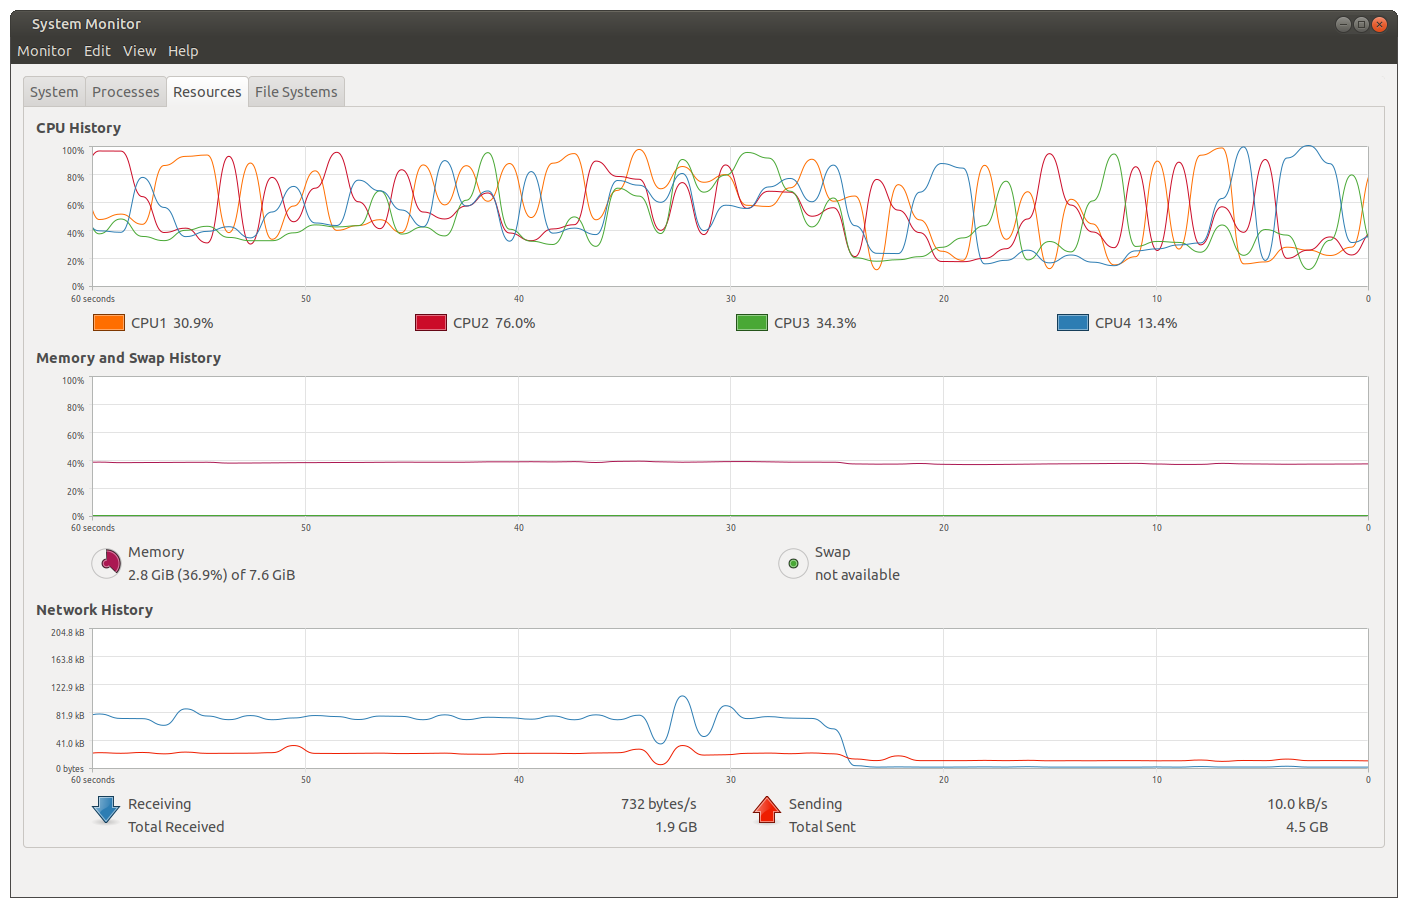 System Monitor
Monitor Edit View Help
System Processes Resources File Systems
CPU History
100%
80%
60%
40%
20%
0%
60 seconds 50 40 30 20 10 0
CPU1 30.9% CPU2 76.0% CPU3 34.3% CPU4 13.4%
Memory and Swap History
100%
80%
60%
40%
20%
0%
60 seconds 50 40 30 20 10 0
Memory Swap
2.8 GiB (36.9%) of 7.6 GiB not available
Network History
204.8 kB
163.8 kB
122.9 kB
81.9 kB
41.0 kB
0 bytes
60 seconds 50 40 30 20 10 0
Receiving 732 bytes/s Sending 10.0 kB/s
Total Received 1.9 GB Total Sent 4.5 GB